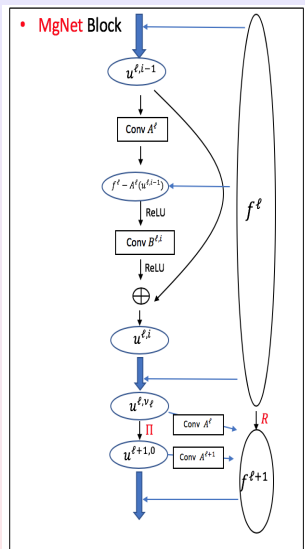 • MgNet Block
u^{ℓ,i−1}
Conv A^ℓ
f^ℓ − A^ℓ(u^{ℓ,i−1})
f^ℓ
ReLU
Conv B^{ℓ,i}
ReLU
⊕
u^{ℓ,i}
u^{ℓ,ν_ℓ}
Conv A^ℓ
R
Π
u^{ℓ+1,0}
Conv A^{ℓ+1}
f^{ℓ+1}